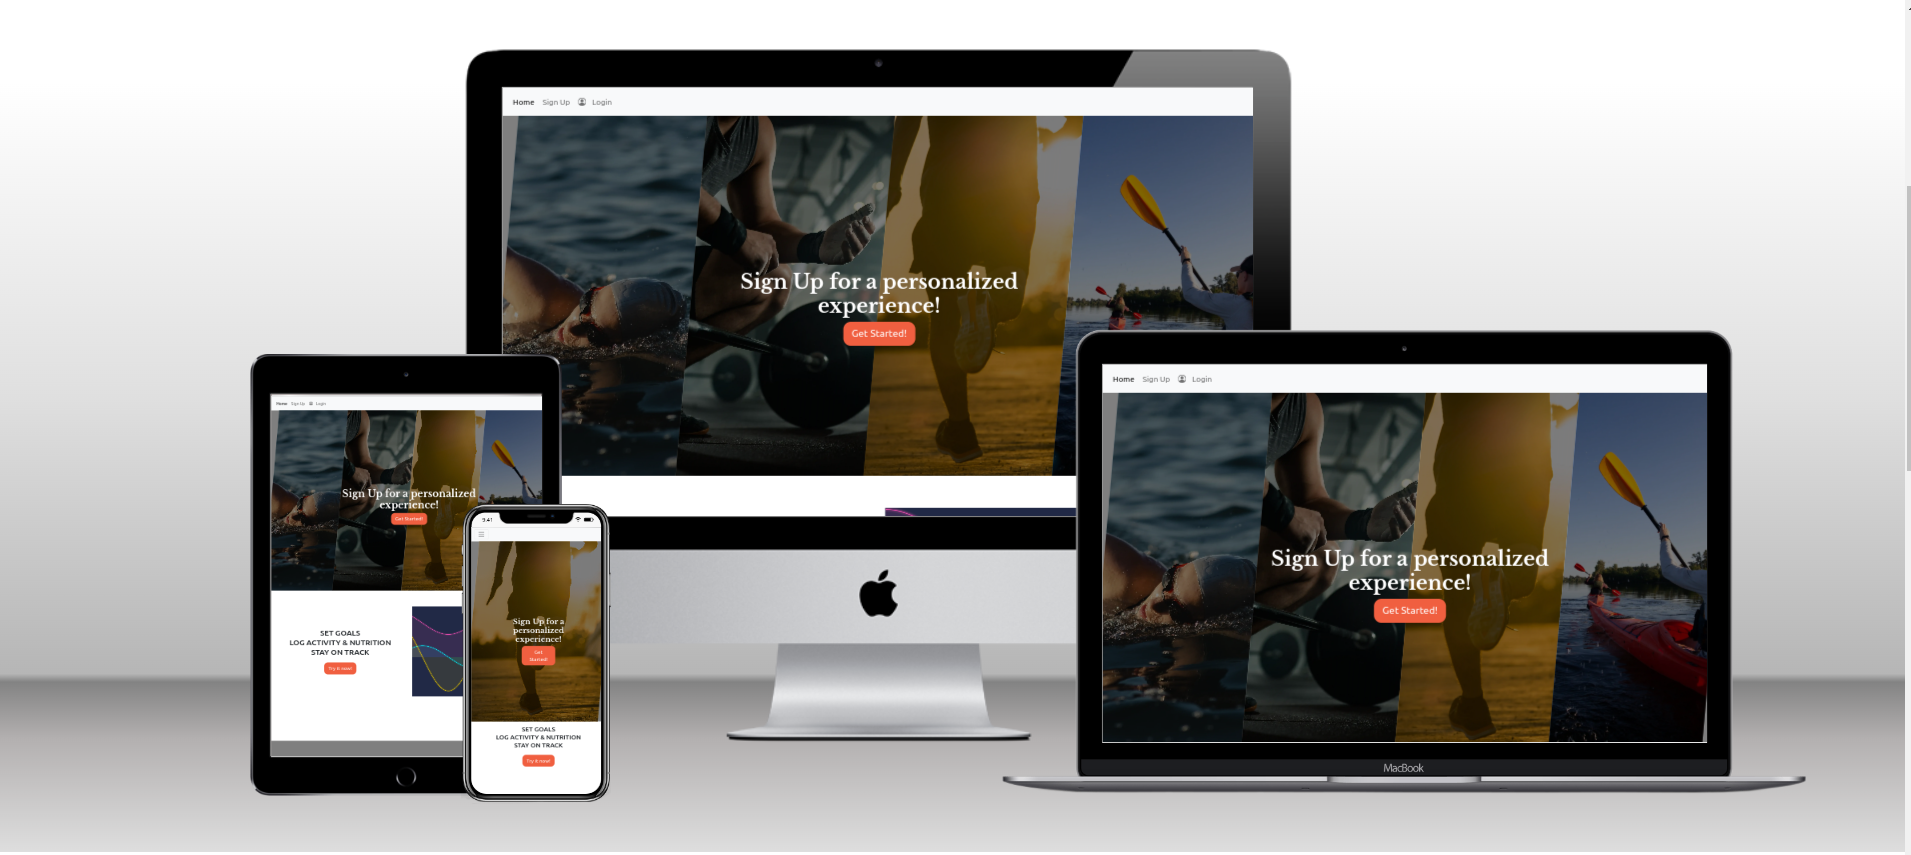 Home Sign Up Login
Sign Up for a personalized
experience!
Get Started!
Home Sign Up Login
Sign Up for a personalized
experience!
Get Started!
SET GOALS
LOG ACTIVITY & NUTRITION
STAY ON TRACK
Try it now!
9:41
Sign Up for a
personalized
experience!
Get
Started!
SET GOALS
LOG ACTIVITY & NUTRITION
STAY ON TRACK
Try it now!
Home Sign Up Login
Sign Up for a personalized
experience!
Get Started!
MacBook